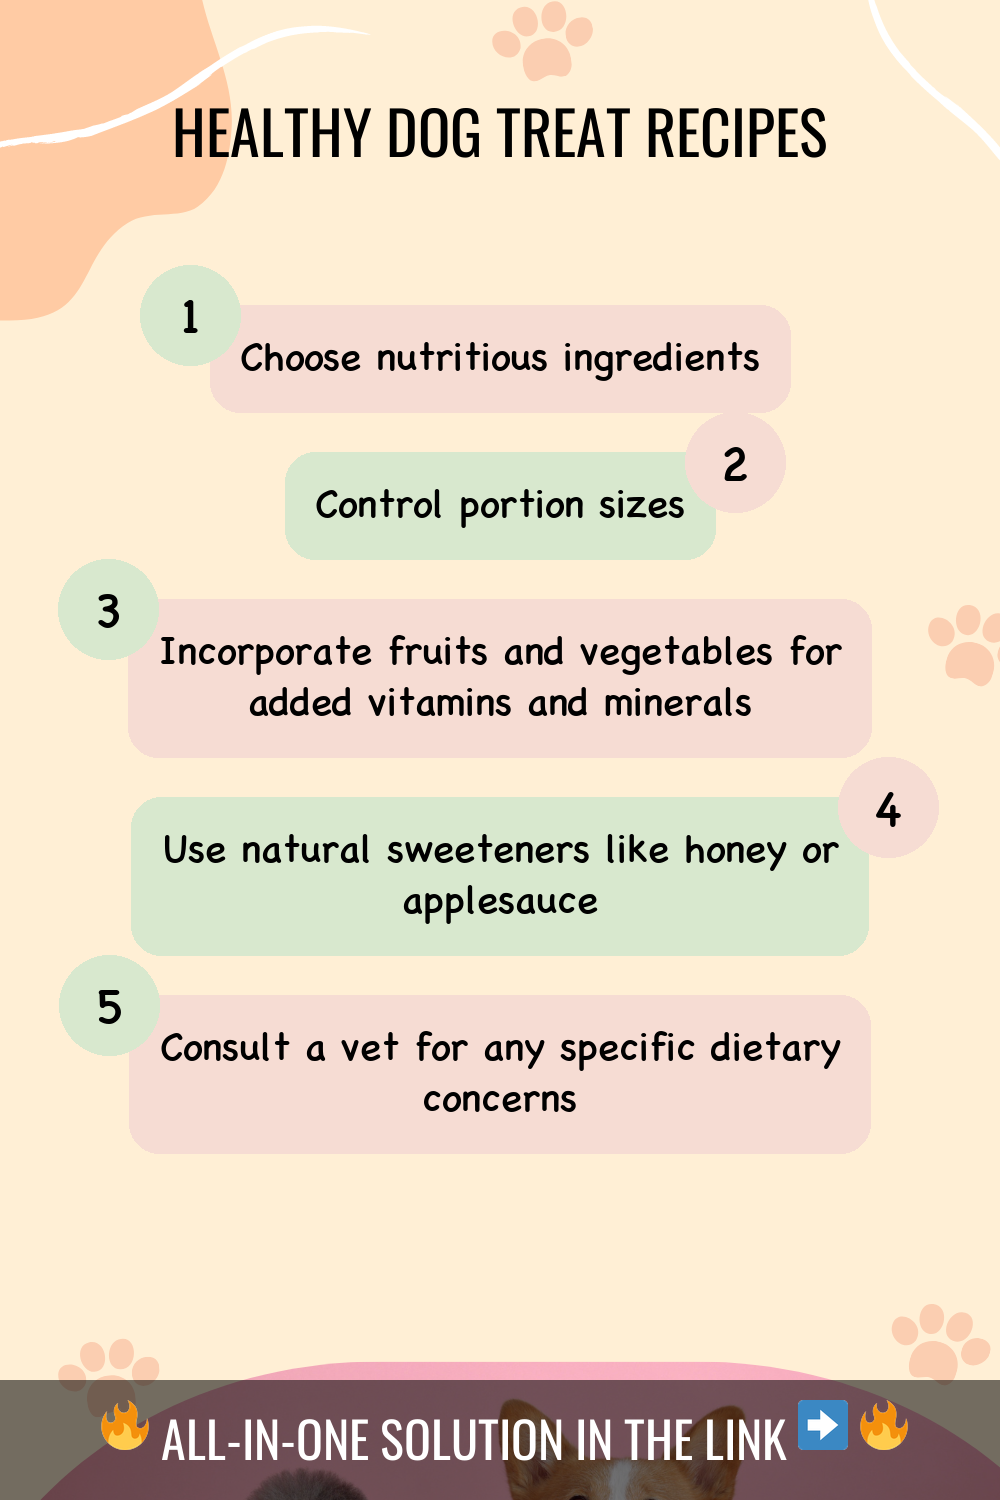 HEALTHY DOG TREAT RECIPES
1
Choose nutritious ingredients
2
Control portion sizes
3
Incorporate fruits and vegetables for
added vitamins and minerals
4
Use natural sweeteners like honey or
applesauce
5
Consult a vet for any specific dietary
concerns
🔥 ALL-IN-ONE SOLUTION IN THE LINK ➡️ 🔥